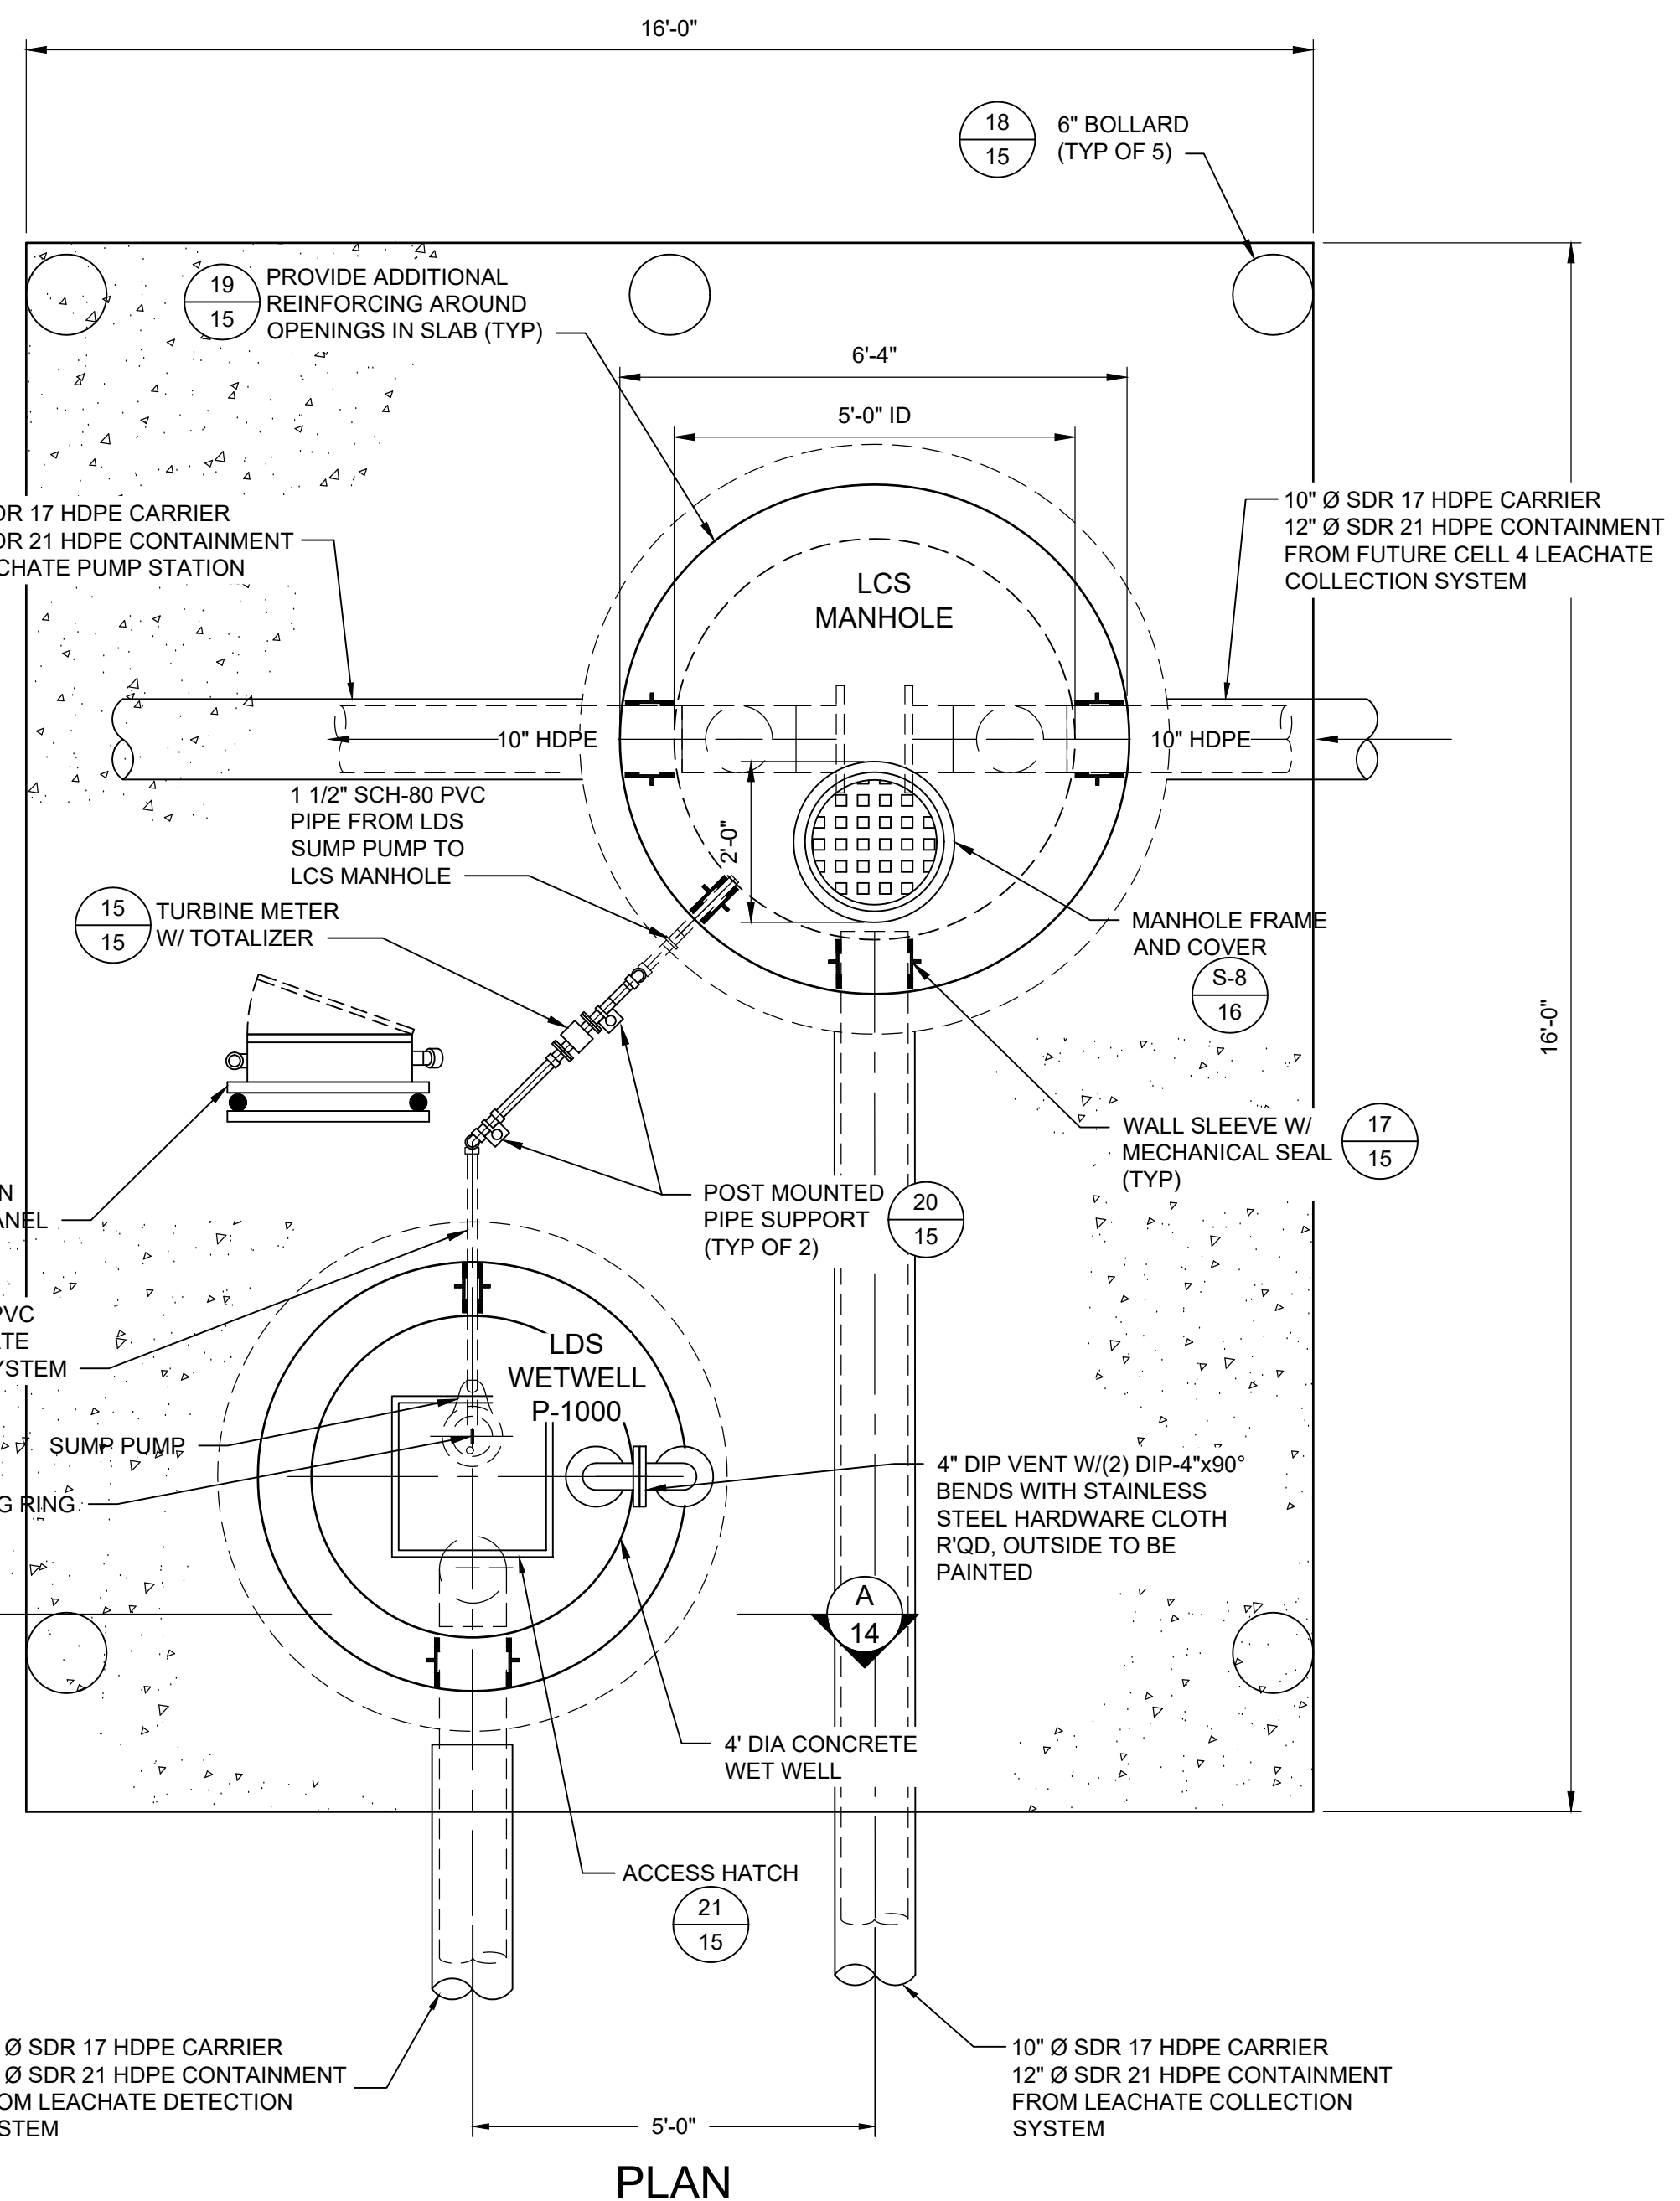 16'-0"
18
15
6" BOLLARD
(TYP OF 5)
19
15
PROVIDE ADDITIONAL
REINFORCING AROUND
OPENINGS IN SLAB (TYP)
6'-4"
5'-0" ID
17 HDPE CARRIER
21 HDPE CONTAINMENT
PUMP STATION
10" Ø SDR 17 HDPE CARRIER
12" Ø SDR 21 HDPE CONTAINMENT
FROM FUTURE CELL 4 LEACHATE
COLLECTION SYSTEM
LCS
MANHOLE
10" HDPE
10" HDPE
1 1/2" SCH-80 PVC
PIPE FROM LDS
SUMP PUMP TO
LCS MANHOLE
2'-0"
15
15
TURBINE METER
W/ TOTALIZER
MANHOLE FRAME
AND COVER
S-8
16
16'-0"
WALL SLEEVE W/
MECHANICAL SEAL
(TYP)
17
15
POST MOUNTED
PIPE SUPPORT
(TYP OF 2)
20
15
PVC
LDS
WETWELL
P-1000
SUMP PUMP
RING
4" DIP VENT W/(2) DIP-4"x90°
BENDS WITH STAINLESS
STEEL HARDWARE CLOTH
R'QD, OUTSIDE TO BE
PAINTED
A
14
4' DIA CONCRETE
WET WELL
ACCESS HATCH
21
15
Ø SDR 17 HDPE CARRIER
Ø SDR 21 HDPE CONTAINMENT
LEACHATE DETECTION
10" Ø SDR 17 HDPE CARRIER
12" Ø SDR 21 HDPE CONTAINMENT
FROM LEACHATE COLLECTION
SYSTEM
5'-0"
PLAN